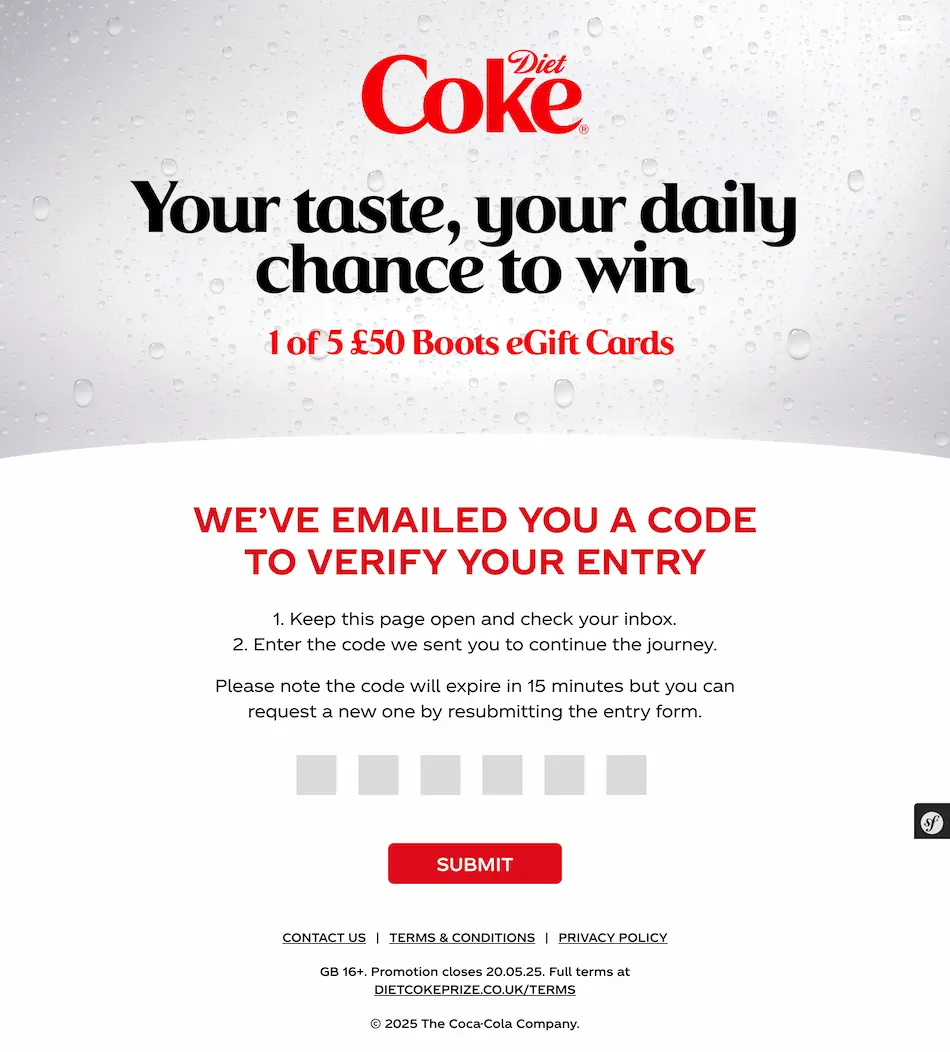 Diet
Coke®
Your taste, your daily
chance to win
1 of 5 £50 Boots eGift Cards
WE’VE EMAILED YOU A CODE
TO VERIFY YOUR ENTRY
1. Keep this page open and check your inbox.
2. Enter the code we sent you to continue the journey.
Please note the code will expire in 15 minutes but you can
request a new one by resubmitting the entry form.
sf
SUBMIT
CONTACT US | TERMS & CONDITIONS | PRIVACY POLICY
GB 16+. Promotion closes 20.05.25. Full terms at
DIETCOKEPRIZE.CO.UK/TERMS
© 2025 The Coca-Cola Company.